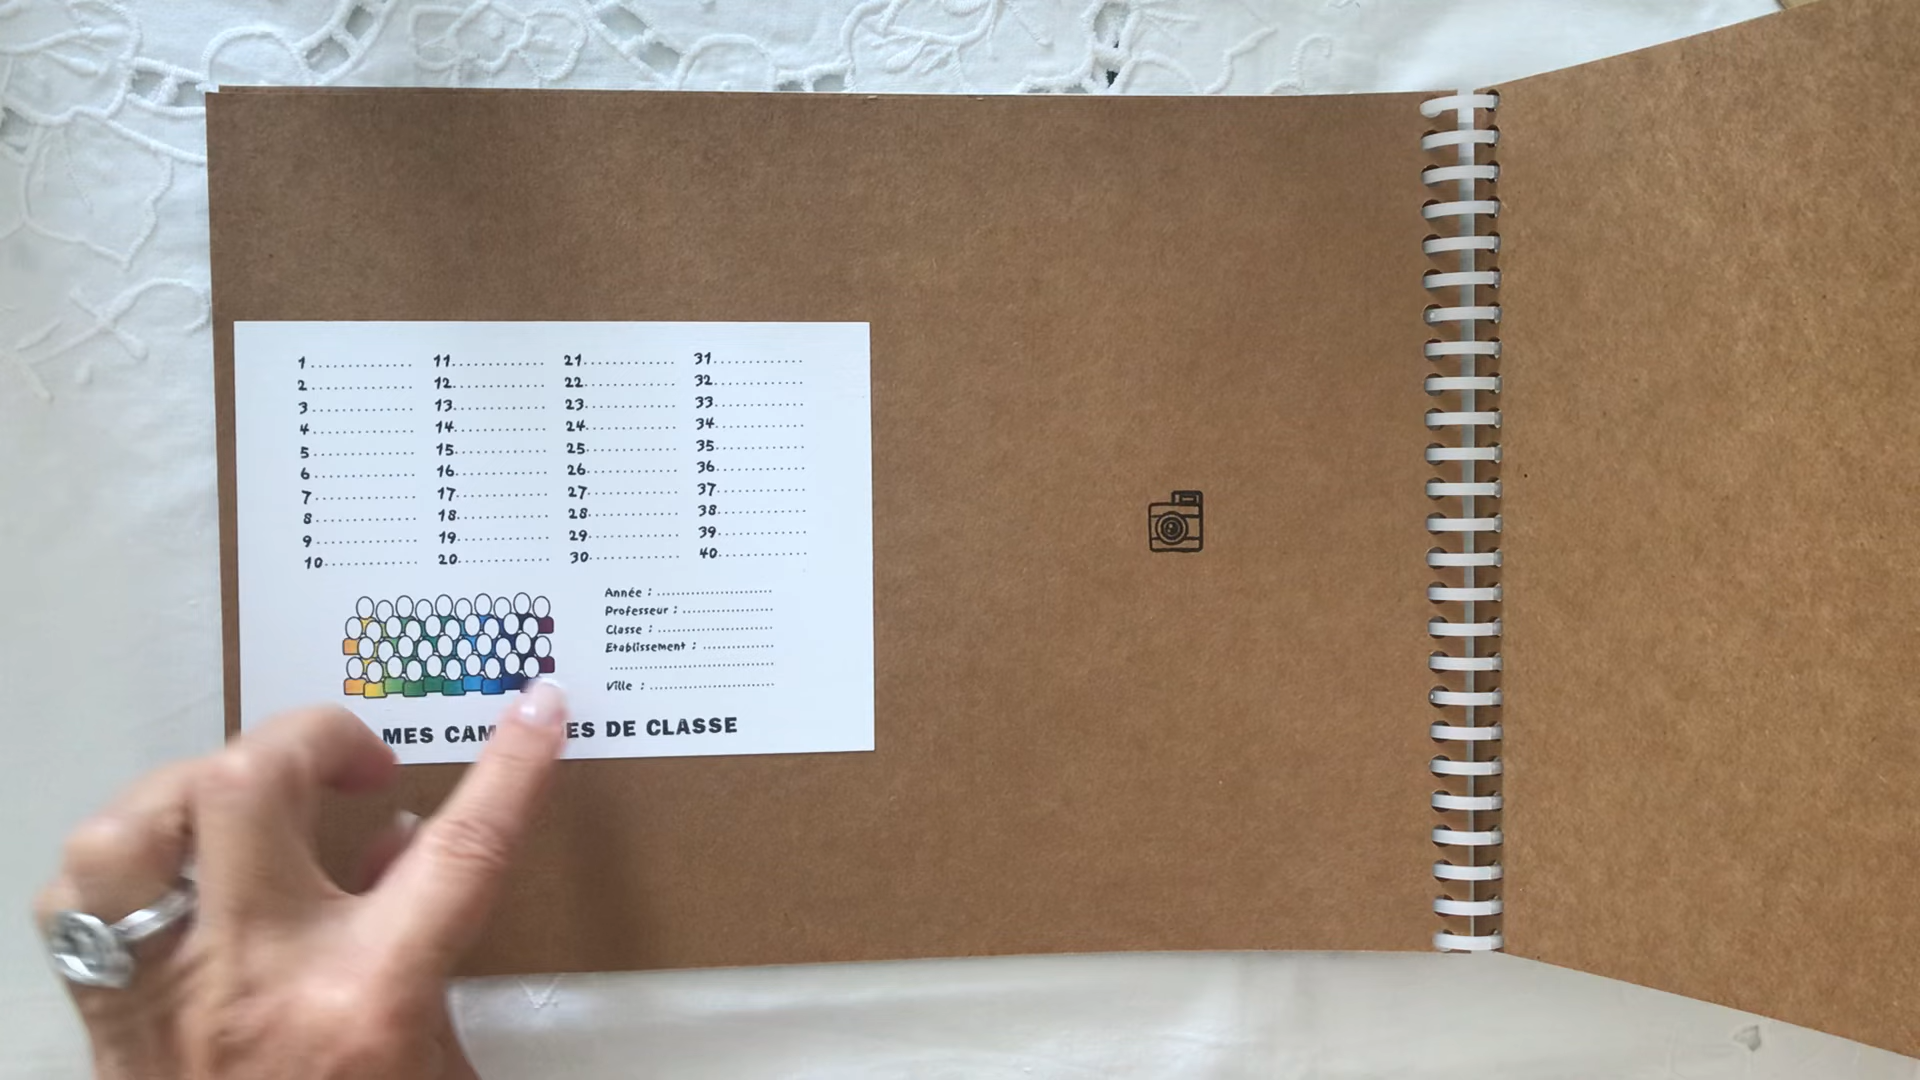 1.............. 11.............. 21.............. 31..............
2.............. 12.............. 22.............. 32..............
3.............. 13.............. 23.............. 33..............
4.............. 14.............. 24.............. 34..............
5.............. 15.............. 25.............. 35..............
6.............. 16.............. 26.............. 36..............
7.............. 17.............. 27.............. 37..............
8.............. 18.............. 28.............. 38..............
9.............. 19.............. 29.............. 39..............
10.............. 20.............. 30.............. 40..............
Année : ........................
Professeur : ...................
Classe : ........................
Etablissement : ..............
..................................
Ville : ..........................
MES DE CLASSE